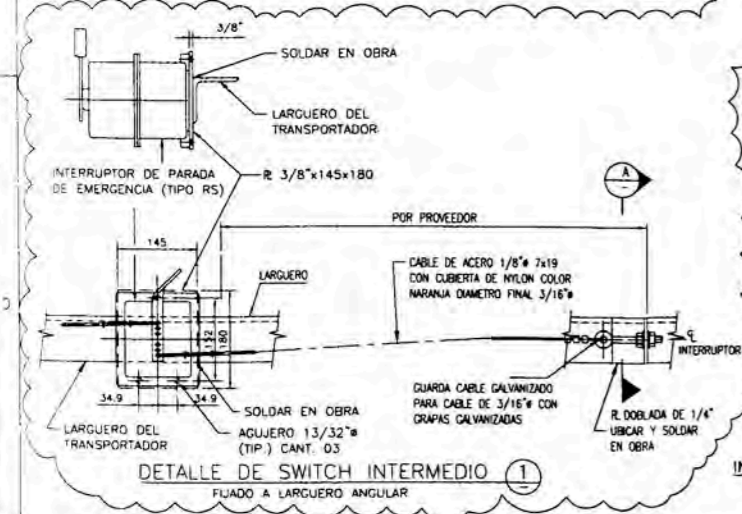 3/8"
SOLDAR EN OBRA
LARGUERO DEL
TRANSPORTADOR
INTERRUPTOR DE PARADA
DE EMERGENCIA (TIPO RS)
PL 3/8"x145x180
A
POR PROVEEDOR
145
LARGUERO
CABLE DE ACERO 1/8"ø 7x19
CON CUBIERTA DE NYLON COLOR
NARANJA DIAMETRO FINAL 3/16"ø
132
180
CL
INTERRUPTOR
34.9
34.9
GUARDA CABLE GALVANIZADO
PARA CABLE DE 3/16"ø CON
GRAPAS GALVANIZADAS
PL DOBLADA DE 1/4"
UBICAR Y SOLDAR
EN OBRA
LARGUERO DEL
TRANSPORTADOR
SOLDAR EN OBRA
AGUJERO 13/32"ø
(TIP.) CANT. 03
DETALLE DE SWITCH INTERMEDIO 1
FIJADO A LARGUERO ANGULAR